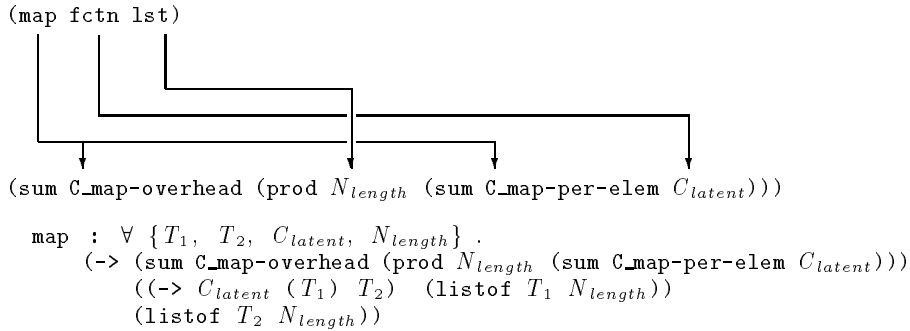 (map fctn lst)
(sum C_map-overhead (prod N_length (sum C_map-per-elem C_latent)))
map : ∀ {T_1, T_2, C_latent, N_length} .
(-> (sum C_map-overhead (prod N_length (sum C_map-per-elem C_latent)))
((-> C_latent (T_1) T_2) (listof T_1 N_length))
(listof T_2 N_length))